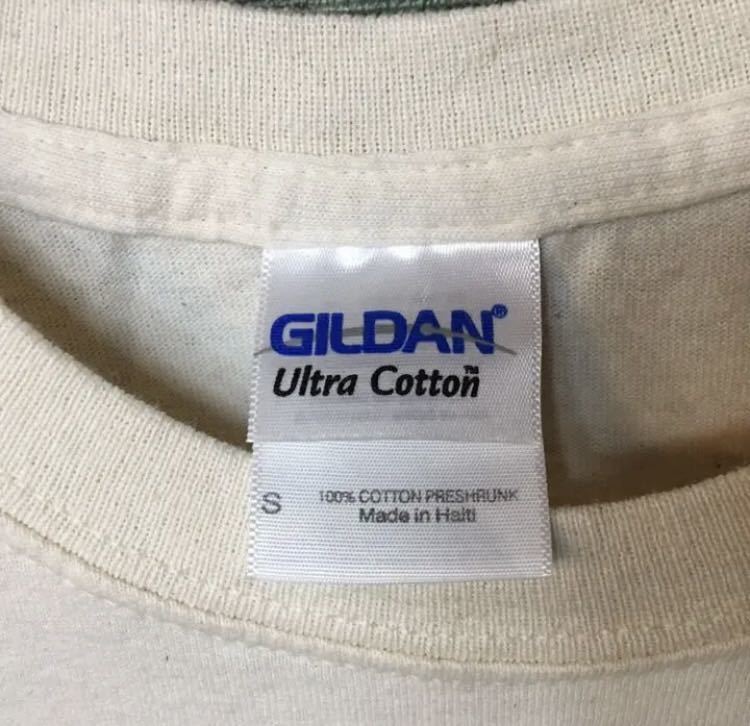 GILDAN®
Ultra Cotton™
S 100% COTTON PRESHRUNK
Made in Haiti